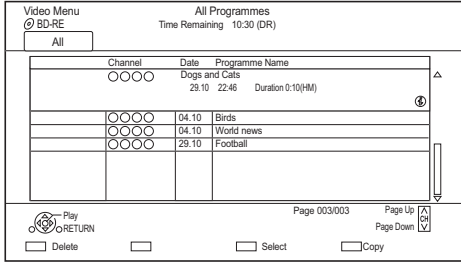 Video Menu
All Programmes
BD-RE
Time Remaining 10:30 (DR)
All
Channel Date Programme Name
Dogs and Cats
29.10 22:46 Duration 0:10(HM)
04.10 Birds
04.10 World news
29.10 Football
Page 003/003 Page Up
CH
Page Down
Play
RETURN
Delete Select Copy